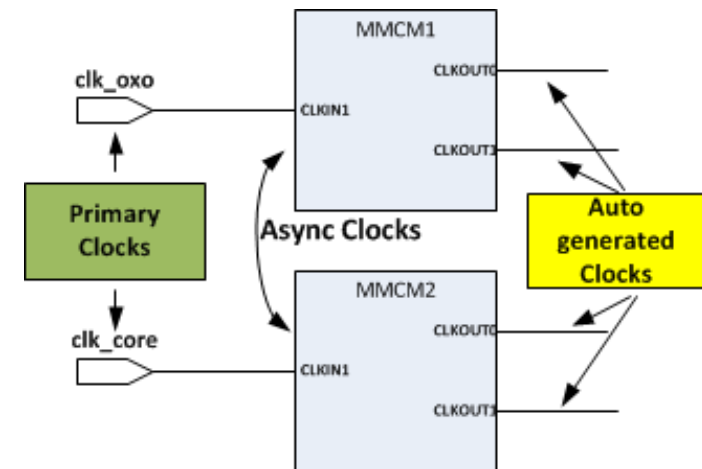 MMCM1
clk_oxo
CLKOUT0
CLKIN1
CLKOUT1
Primary
Clocks
Async Clocks
Auto
generated
Clocks
MMCM2
clk_core
CLKOUT0
CLKIN1
CLKOUT1